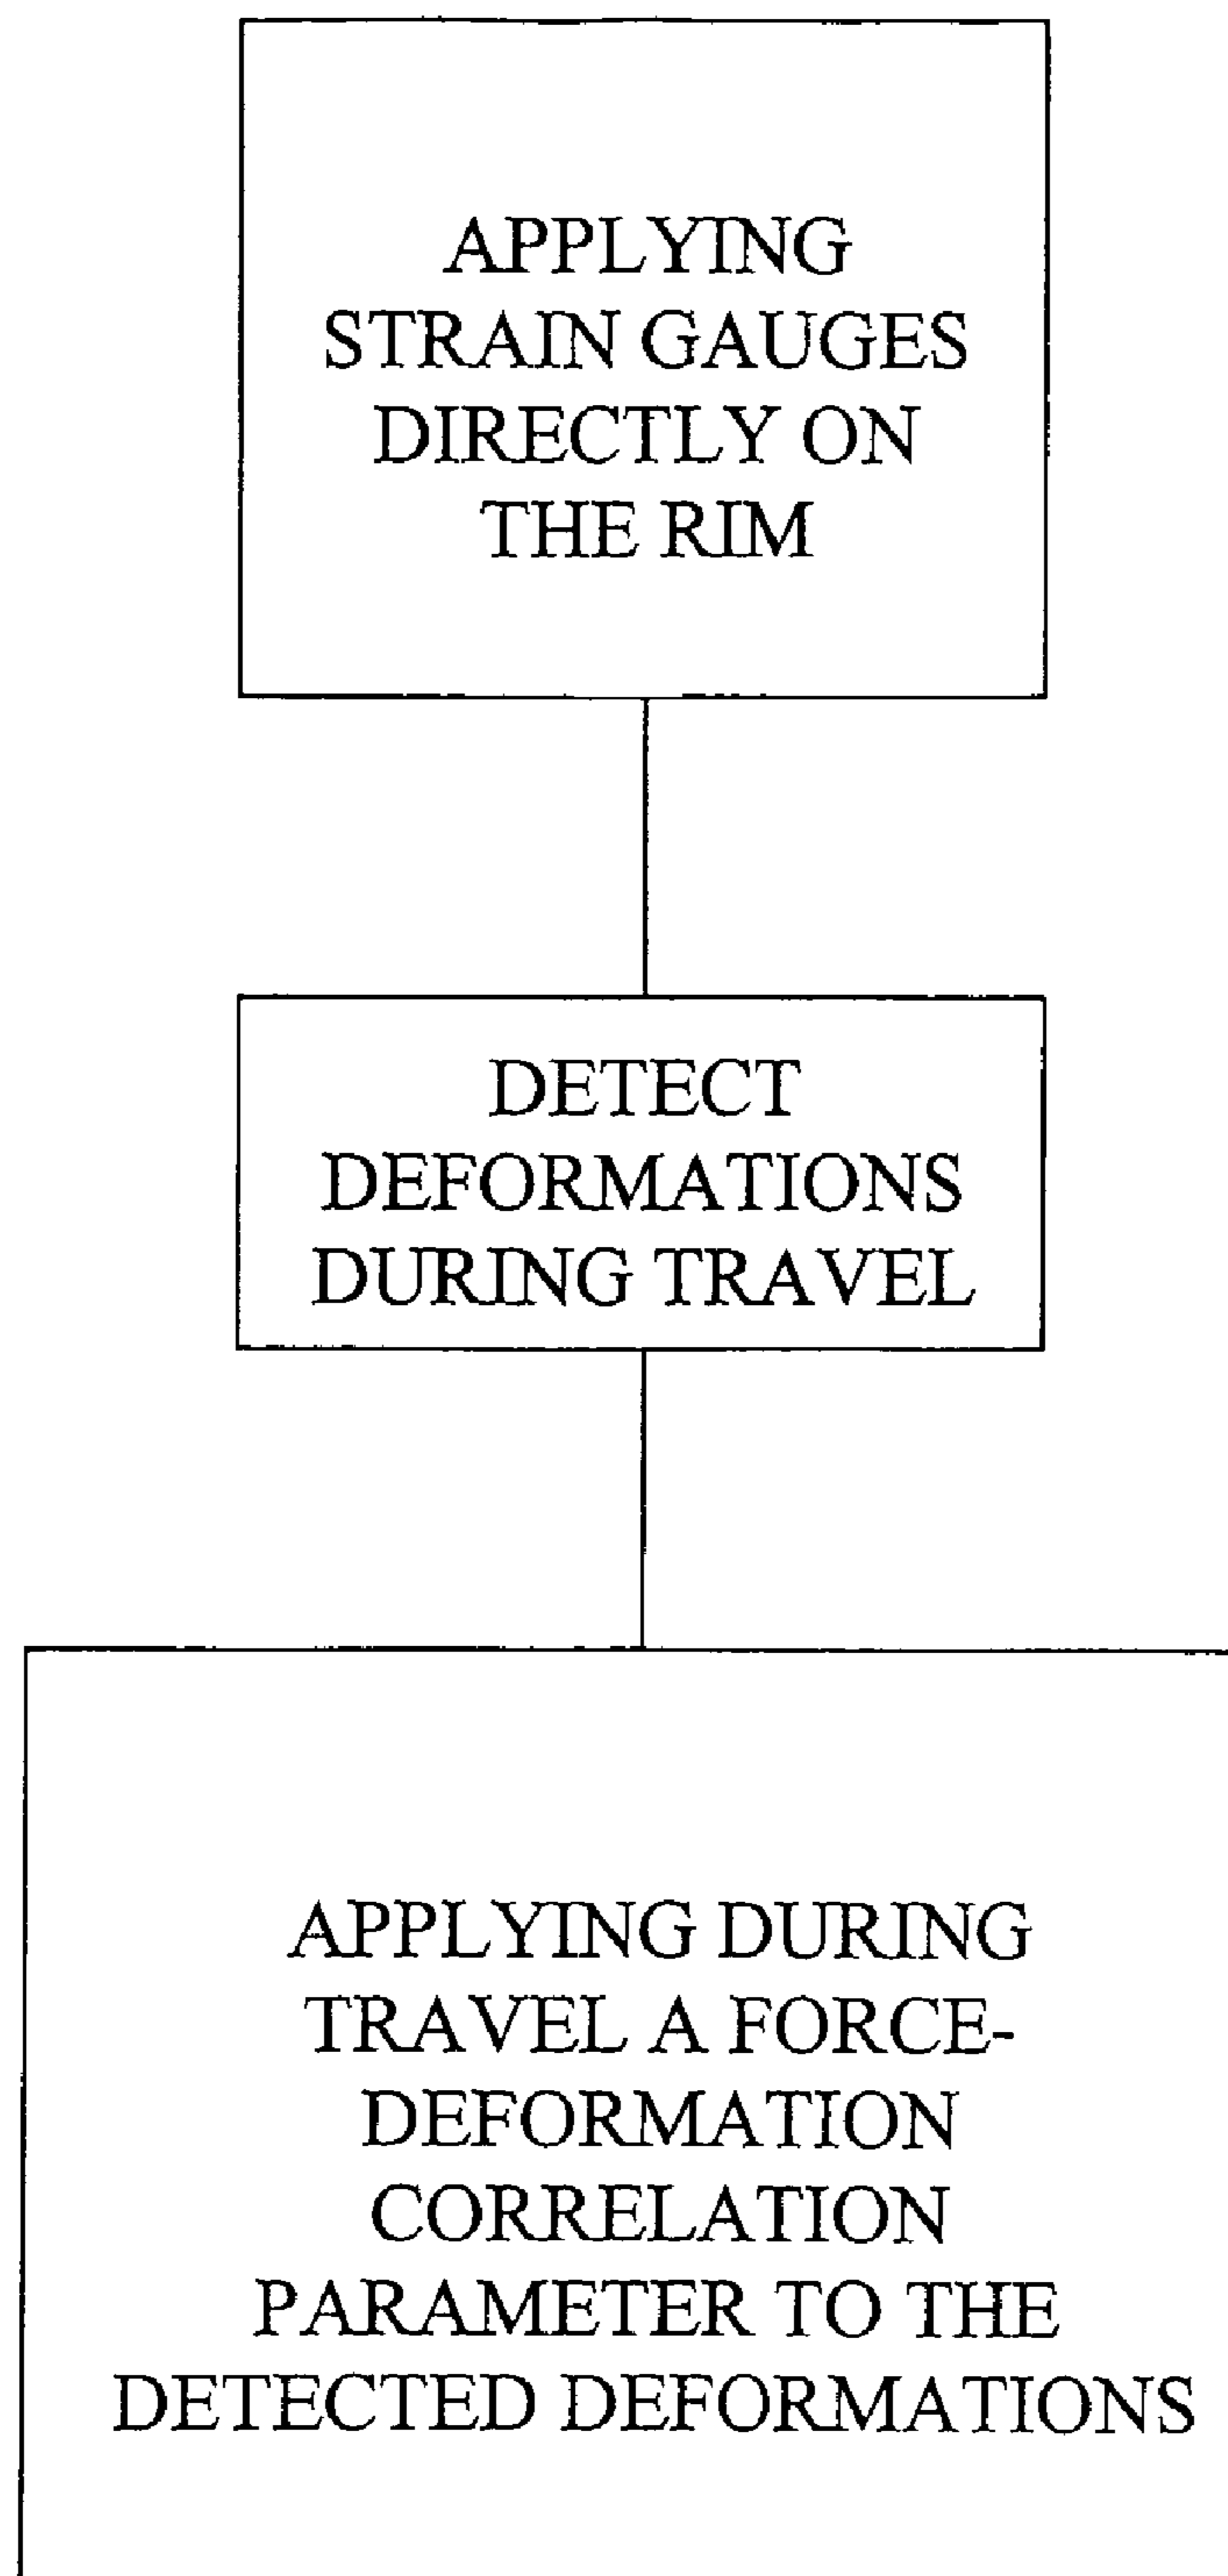 APPLYING
STRAIN GAUGES
DIRECTLY ON
THE RIM
DETECT
DEFORMATIONS
DURING TRAVEL
APPLYING DURING
TRAVEL A FORCE-
DEFORMATION
CORRELATION
PARAMETER TO THE
DETECTED DEFORMATIONS